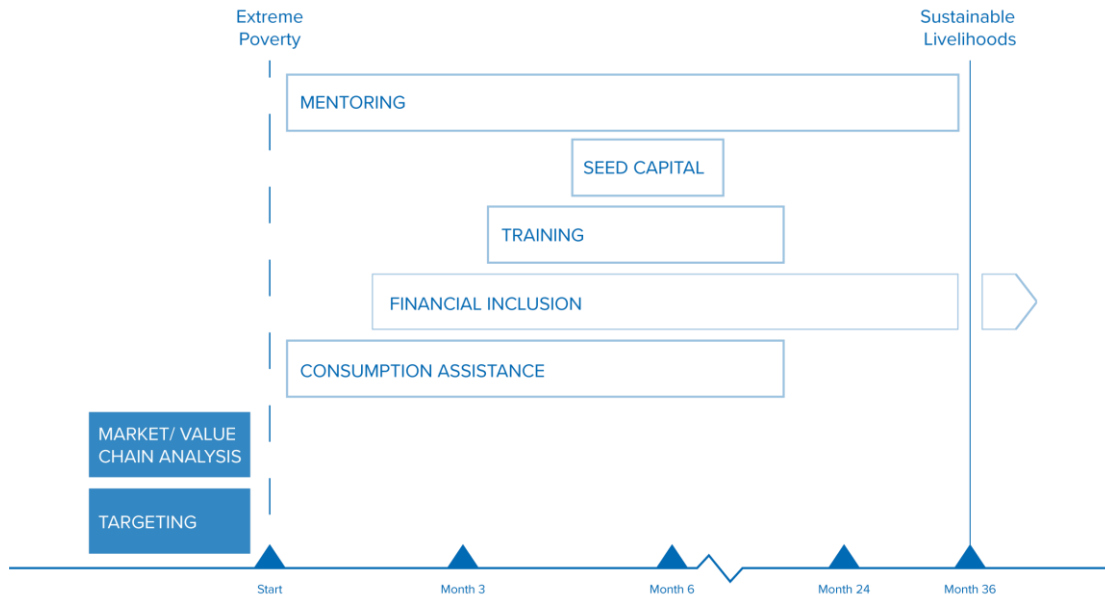 Extreme
Poverty
Sustainable
Livelihoods
MENTORING
SEED CAPITAL
TRAINING
FINANCIAL INCLUSION
CONSUMPTION ASSISTANCE
MARKET/ VALUE
CHAIN ANALYSIS
TARGETING
Start
Month 3
Month 6
Month 24
Month 36